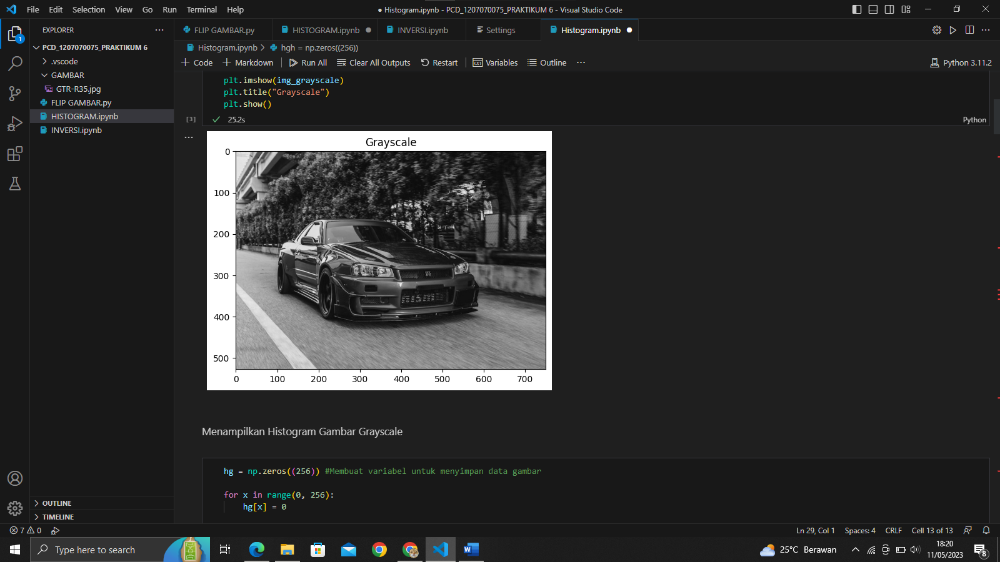 File Edit Selection View Go Run Terminal Help
● Histogram.ipynb - PCD_1207070075_PRAKTIKUM 6 - Visual Studio Code
EXPLORER
FLIP GAMBAR.py
HISTOGRAM.ipynb
INVERSI.ipynb
Settings
Histogram.ipynb
1
PCD_1207070075_PRAKTIKUM 6
.vscode
GAMBAR
GTR-R35.jpg
FLIP GAMBAR.py
HISTOGRAM.ipynb
INVERSI.ipynb
OUTLINE
TIMELINE
Histogram.ipynb > hgh = np.zeros((256))
+ Code + Markdown | Run All Clear All Outputs Restart | Variables Outline ...
Python 3.11.2
plt.imshow(img_grayscale)
plt.title("Grayscale")
plt.show()
[3] ✓ 25.2s
Python
Grayscale
0
100
200
300
400
500
0 100 200 300 400 500 600 700
Menampilkan Histogram Gambar Grayscale
hg = np.zeros((256)) #Membuat variabel untuk menyimpan data gambar
for x in range(0, 256):
hg[x] = 0
7 0
Ln 29, Col 1 Spaces: 4 CRLF Cell 13 of 13
Type here to search
25°C Berawan
18:20
11/05/2023
8